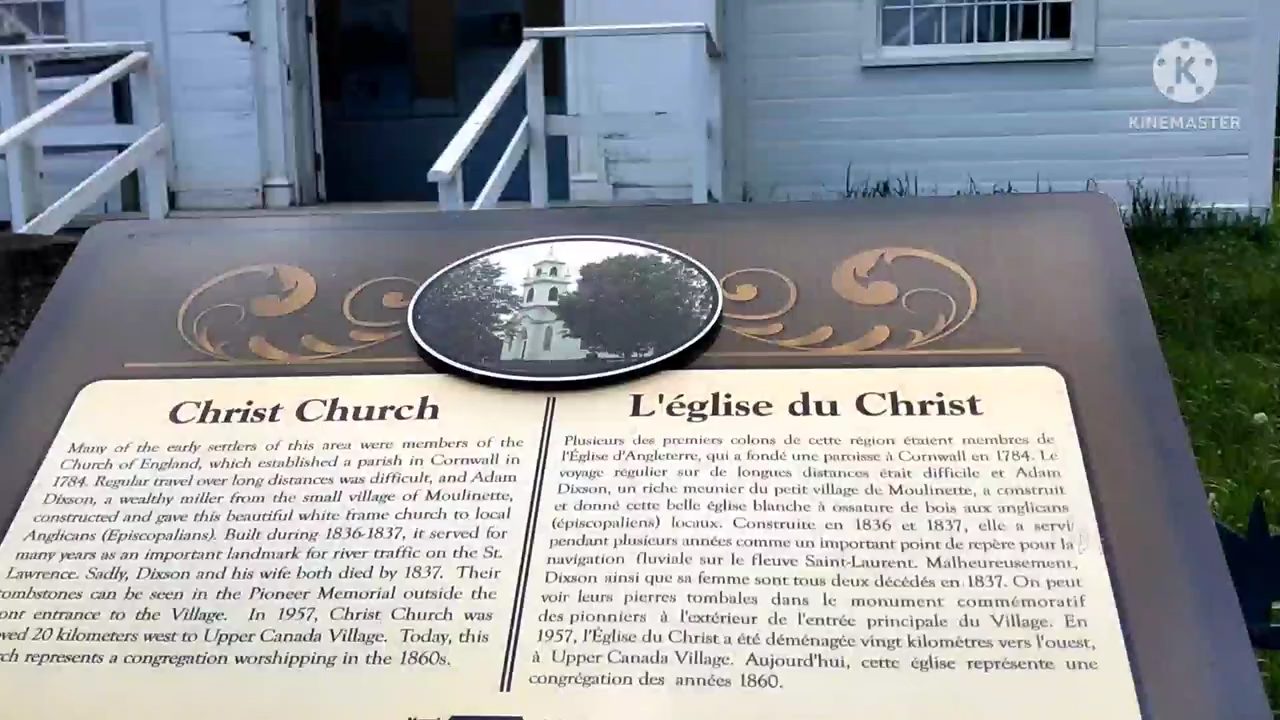 KINEMASTER
Christ Church
Many of the early settlers of this area were members of the
Church of England, which established a parish in Cornwall in
1784. Regular travel over long distances was difficult, and Adam
Dixson, a wealthy miller from the small village of Moulinette,
constructed and gave this beautiful white frame church to local
Anglicans (Episcopalians). Built during 1836-1837, it served for
many years as an important landmark for river traffic on the St.
Lawrence. Sadly, Dixson and his wife both died by 1837. Their
tombstones can be seen in the Pioneer Memorial outside the
entrance to the Village. In 1957, Christ Church was
20 kilometers west to Upper Canada Village. Today, this
represents a congregation worshipping in the 1860s.
L'église du Christ
Plusieurs des premiers colons de cette région étaient membres de
l'Église d'Angleterre, qui a fondé une paroisse à Cornwall en 1784. Le
voyage régulier sur de longues distances était difficile et Adam
Dixson, un riche meunier du petit village de Moulinette, a construit
et donné cette belle église blanche à ossature de bois aux anglicans
(épiscopaliens) locaux. Construite en 1836 et 1837, elle a servi
pendant plusieurs années comme un important point de repère pour la
navigation fluviale sur le fleuve Saint-Laurent. Malheureusement,
Dixson ainsi que sa femme sont tous deux décédés en 1837. On peut
voir leurs pierres tombales dans le monument commémoratif
des pionniers à l'extérieur de l'entrée principale du Village. En
1957, l'Église du Christ a été déménagée vingt kilomètres vers l'ouest,
à Upper Canada Village. Aujourd'hui, cette église représente une
congrégation des années 1860.